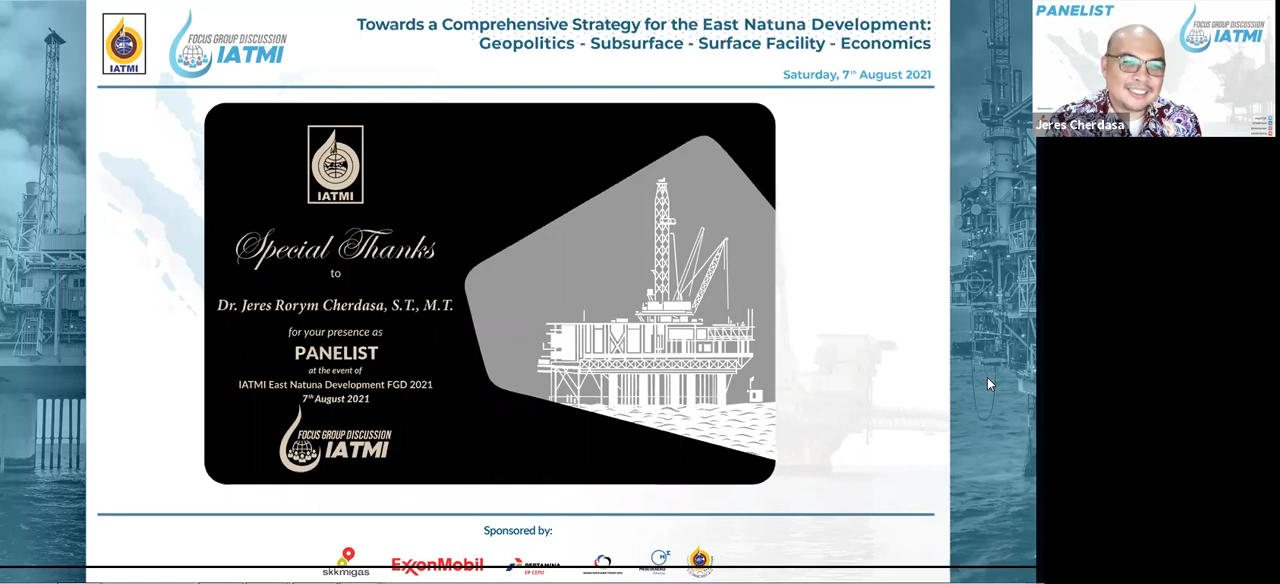 Towards a Comprehensive Strategy for the East Natuna Development:
Geopolitics - Subsurface - Surface Facility - Economics
Saturday, 7th August 2021
IATMI
FOCUS GROUP DISCUSSION
IATMI
PANELIST
FOCUS GROUP DISCUSSION
IATMI
Jeres Cherdasa
IATMI
Special Thanks
to
Dr. Jeres Rorym Cherdasa, S.T., M.T.
for your presence as
PANELIST
at the event of
IATMI East Natuna Development FGD 2021
7th August 2021
FOCUS GROUP DISCUSSION
IATMI
Sponsored by:
skkmigas
ExxonMobil
PERTAMINA
EP CEPU